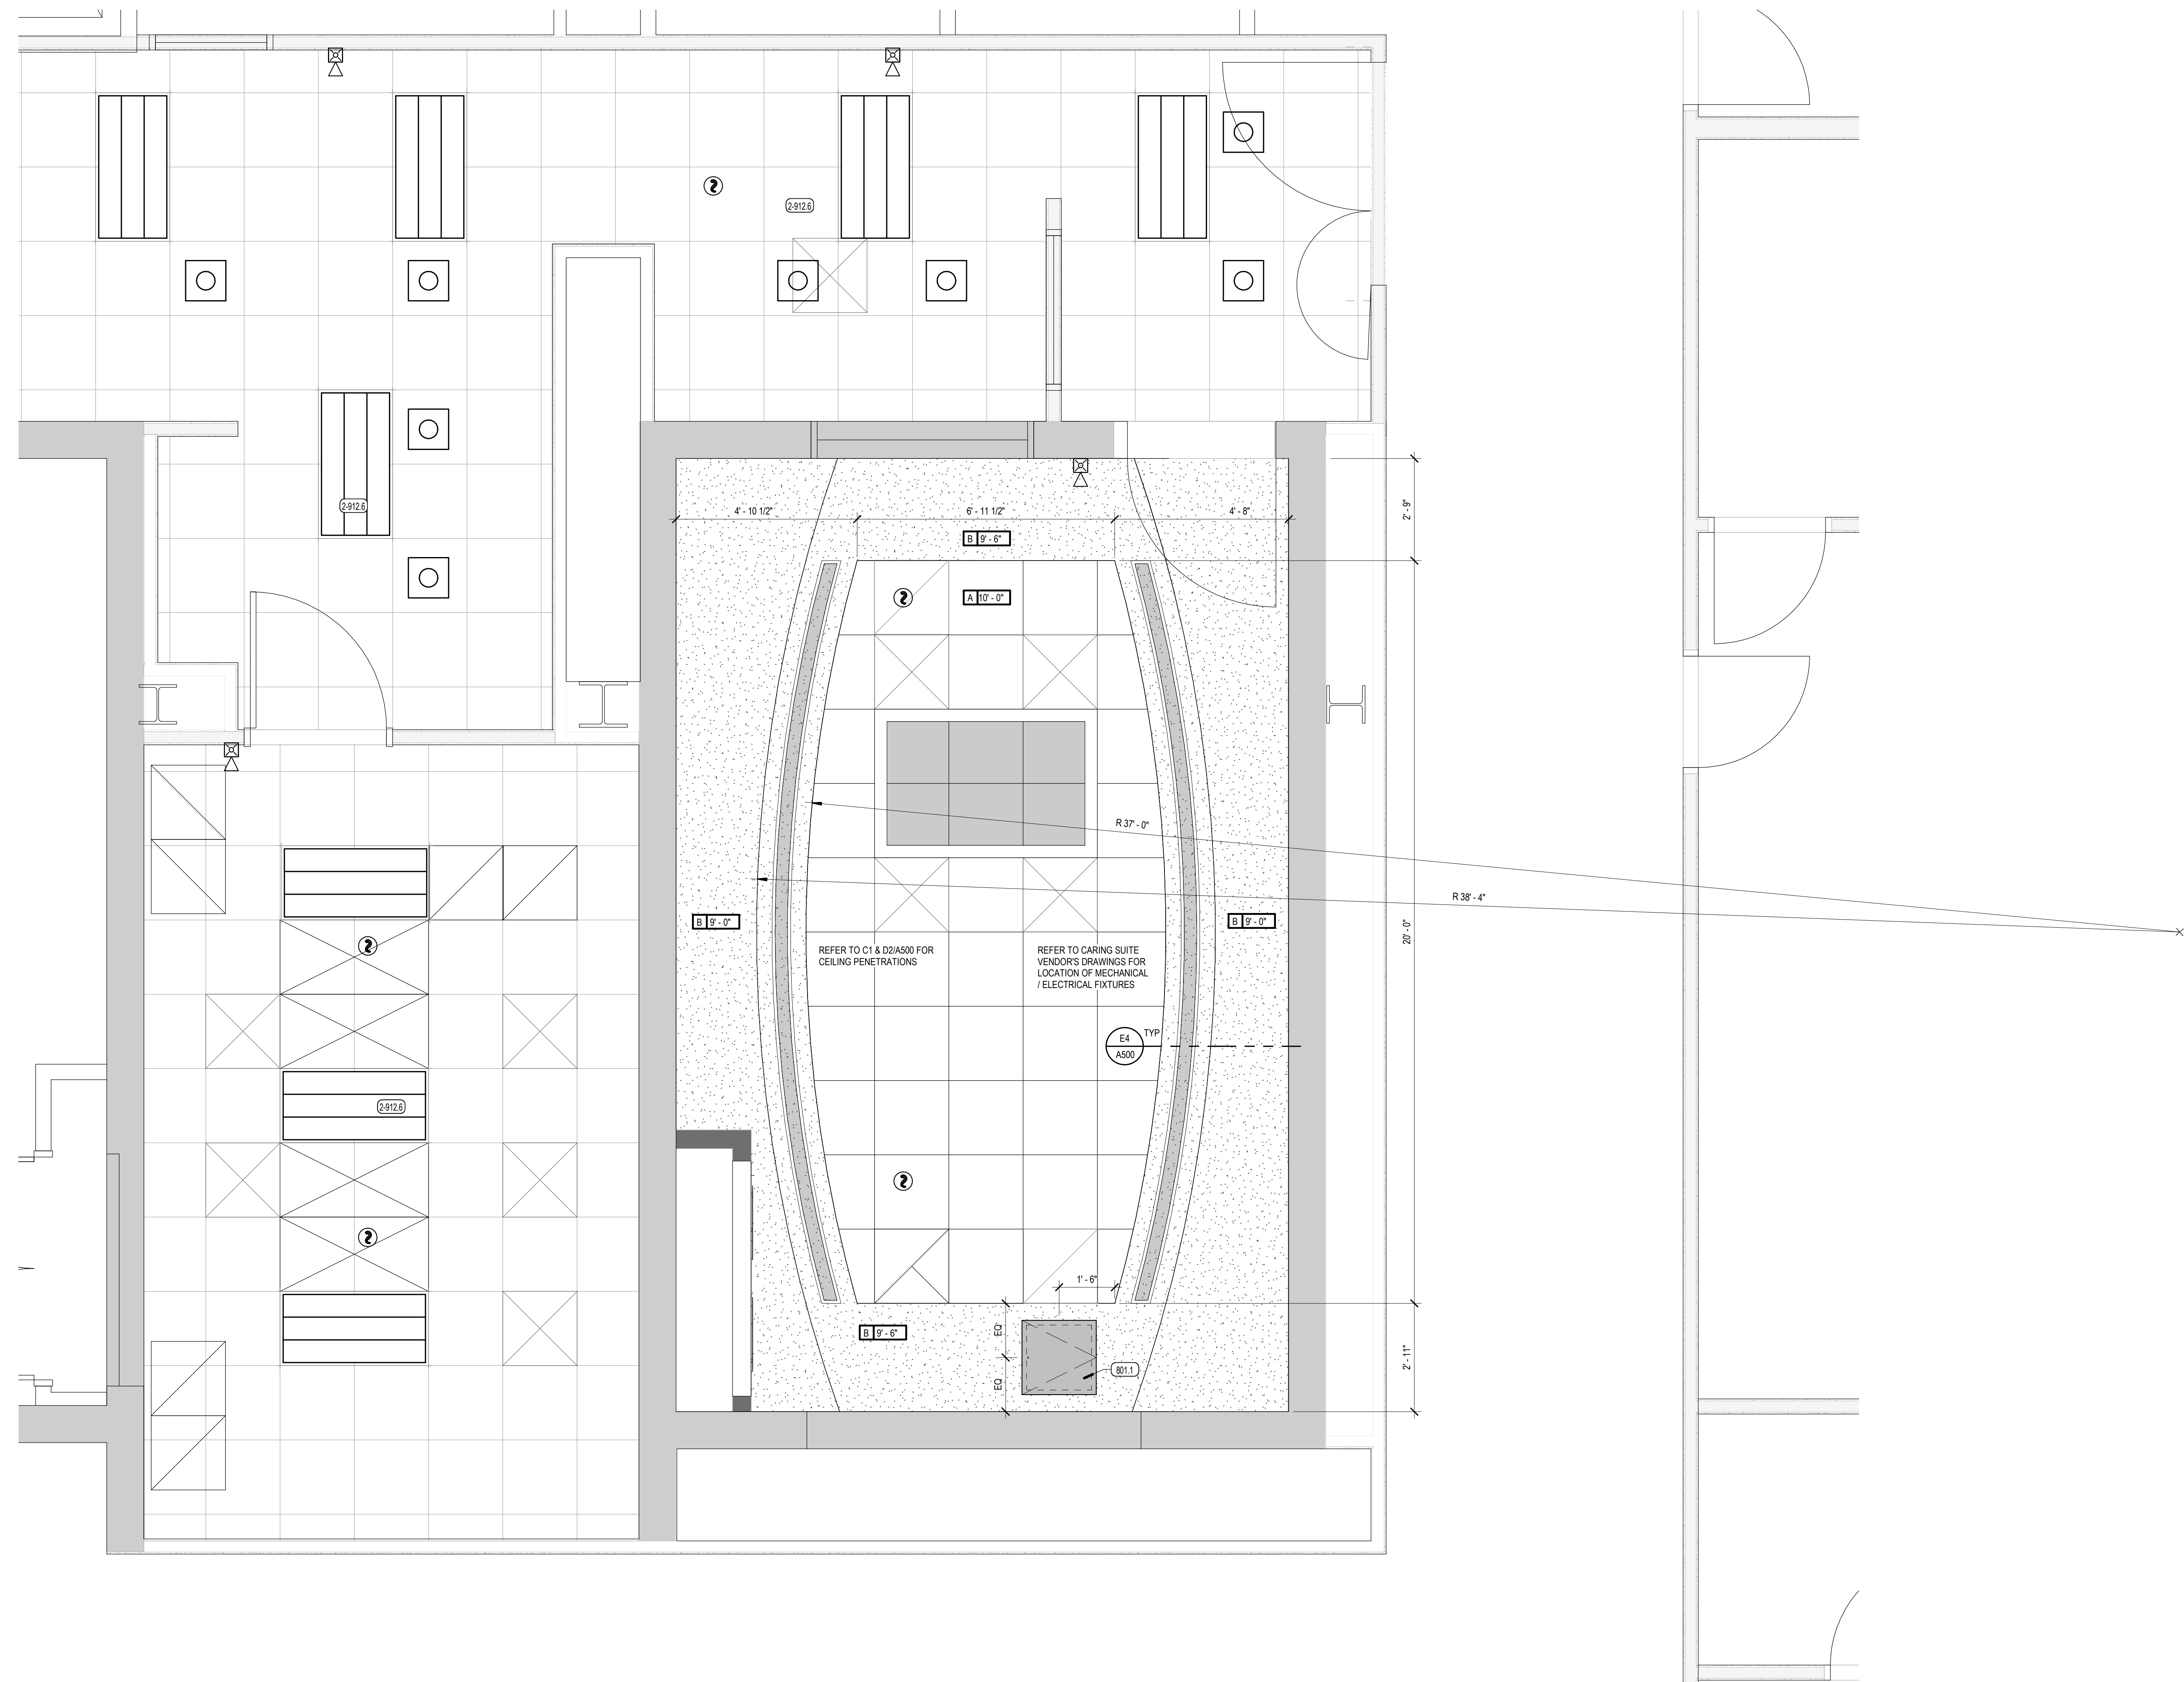 2-912.6
2-912.6
4' - 10 1/2"
6' - 11 1/2"
4' - 8"
2' - 9"
B 9' - 6"
A 10' - 0"
R 37' - 0"
R 38' - 4"
B 9' - 0"
B 9' - 0"
20' - 0"
REFER TO C1 & D2/A500 FOR
CEILING PENETRATIONS
REFER TO CARING SUITE
VENDOR'S DRAWINGS FOR
LOCATION OF MECHANICAL
/ ELECTRICAL FIXTURES
E4
A500
TYP
2-912.6
1' - 6"
EQ
EQ
B 9' - 6"
801.1
2' - 11"